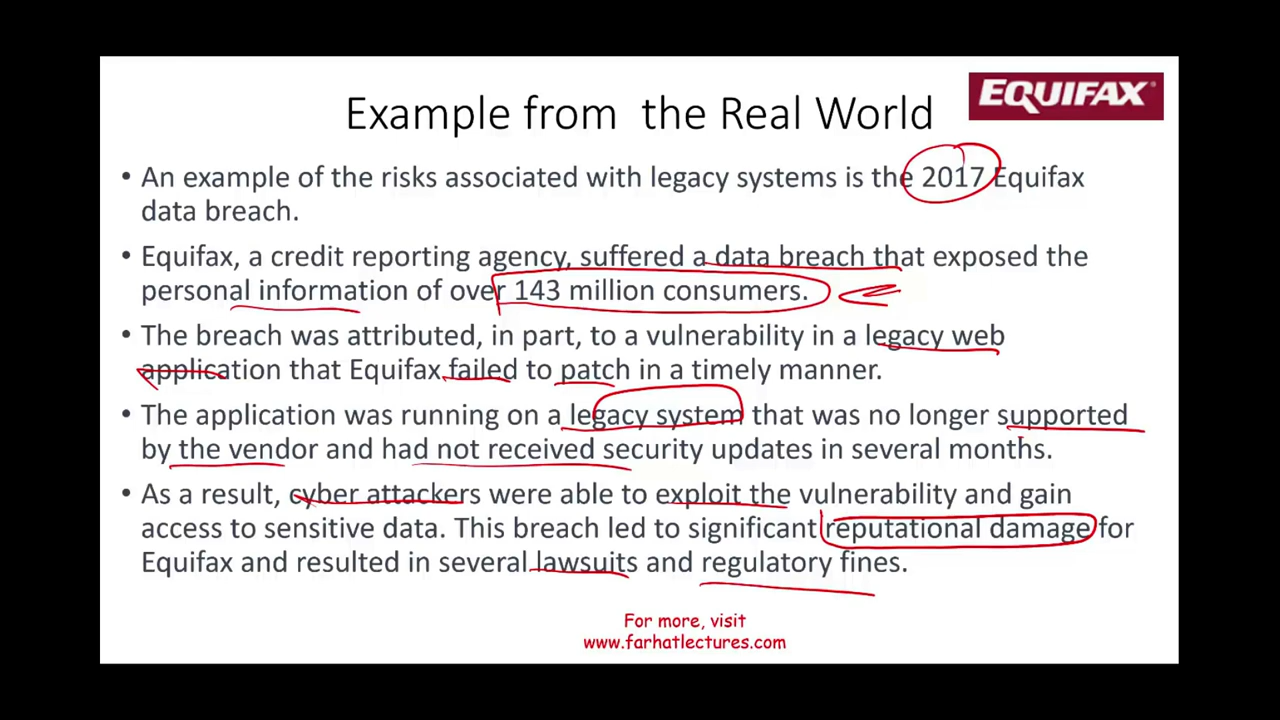 EQUIFAX
Example from the Real World
• An example of the risks associated with legacy systems is the 2017 Equifax
data breach.
• Equifax, a credit reporting agency, suffered a data breach that exposed the
personal information of over 143 million consumers.
• The breach was attributed, in part, to a vulnerability in a legacy web
application that Equifax failed to patch in a timely manner.
• The application was running on a legacy system that was no longer supported
by the vendor and had not received security updates in several months.
• As a result, cyber attackers were able to exploit the vulnerability and gain
access to sensitive data. This breach led to significant reputational damage for
Equifax and resulted in several lawsuits and regulatory fines.
For more, visit
www.farhatlectures.com